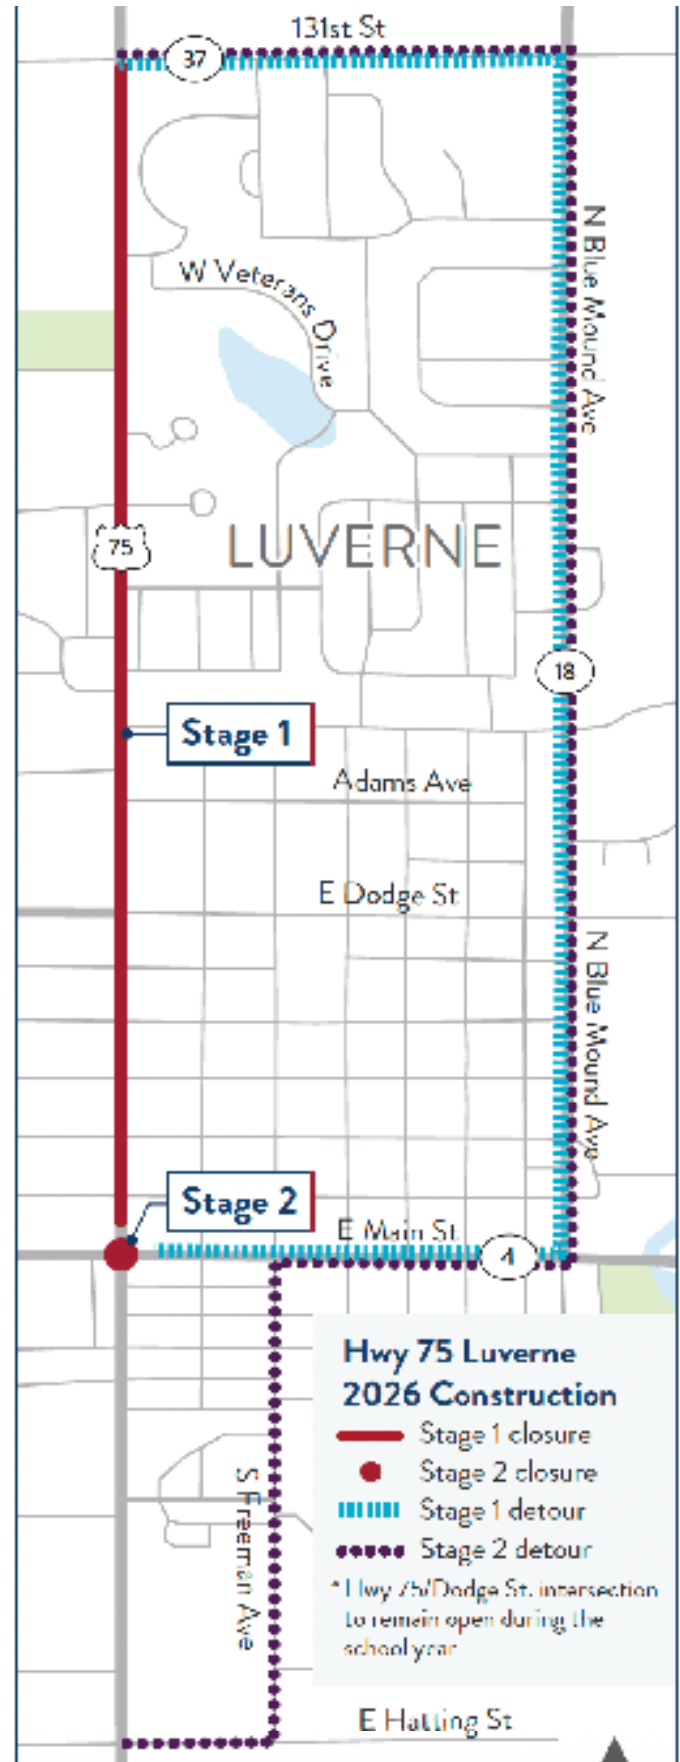 131st St
37
N Blue Mound Ave
W Veterans Drive
75
LUVERNE
18
Stage 1
Adams Ave
E Dodge St
N Blue Mound Ave
Stage 2
E Main St
4
Hwy 75 Luverne
2026 Construction
Stage 1 closure
Stage 2 closure
Stage 1 detour
Stage 2 detour
* Hwy 75/Dodge St. intersection
to remain open during the
school year
S Freeman Ave
E Hatting St